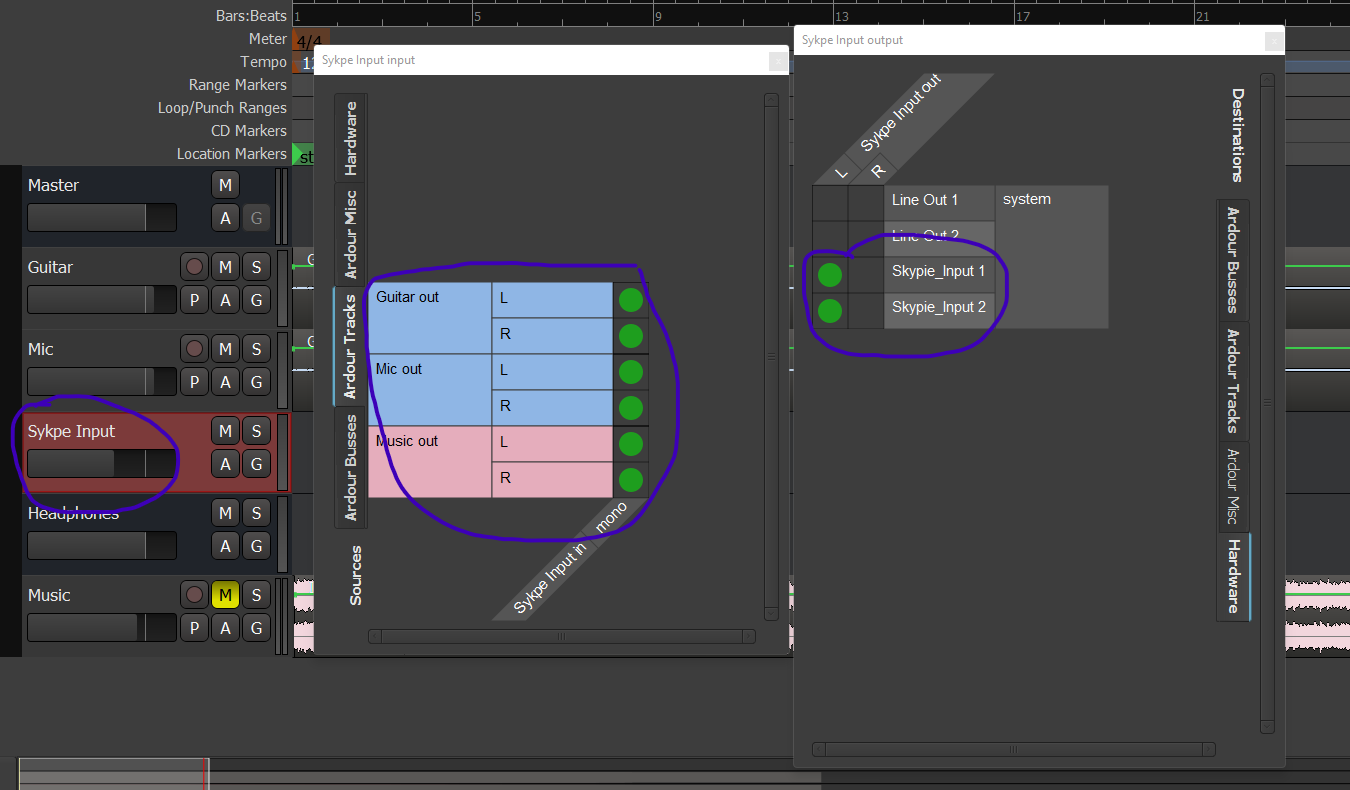 Bars:Beats 1 5 9 13 17 21
Meter 4/4
Tempo
Range Markers
Loop/Punch Ranges
CD Markers
Location Markers st
Master M
A G
Guitar M S
P A G
Mic M S
P A G
Sykpe Input M S
A G
Headphones M S
A G
Music M S
P A G
Sykpe Input input x
Hardware
Ardour Misc
Ardour Tracks
Ardour Busses
Sources
Guitar out L
R
Mic out L
R
Music out L
R
Sykpe Input in mono
Sykpe Input output
Sykpe Input out
L R
Line Out 1 system
Line Out 2
Skypie_Input 1
Skypie_Input 2
Destinations
Ardour Busses
Ardour Tracks
Ardour Misc
Hardware